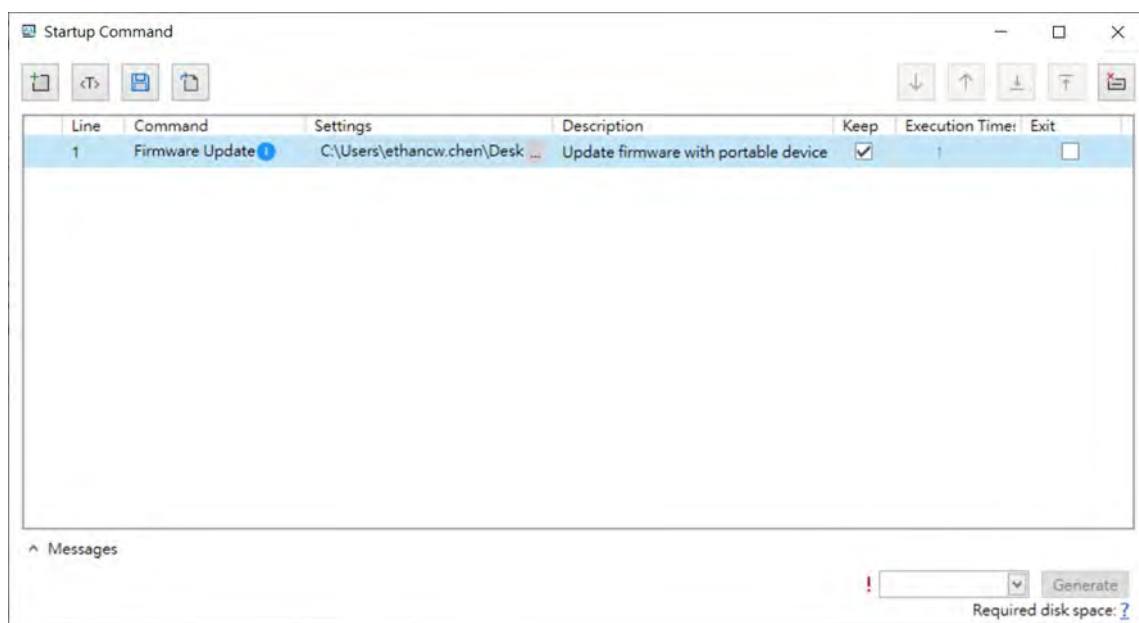 Startup Command
<T>
Line Command Settings Description Keep Execution Time: Exit
1 Firmware Update i C:\Users\ethancw.chen\Desk ... Update firmware with portable device 1
Messages
! Generate
Required disk space: ?